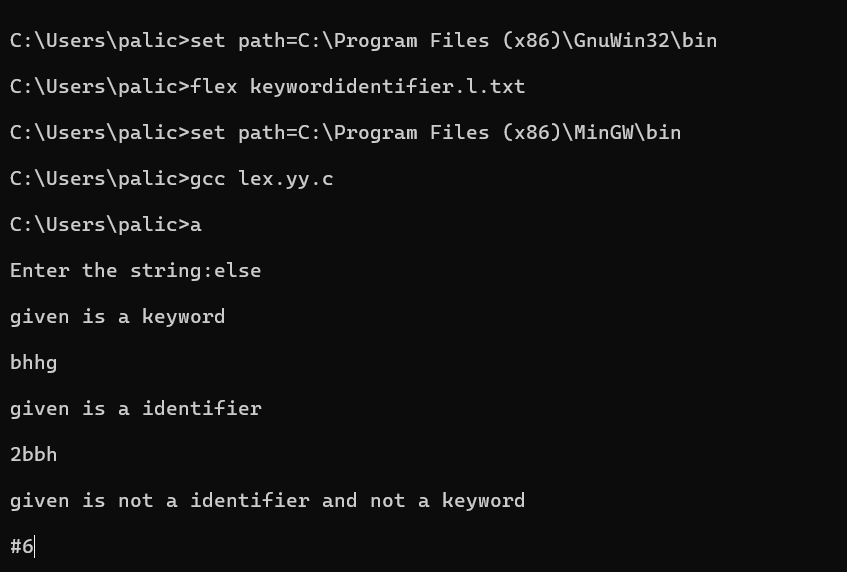 C:\Users\palic>set path=C:\Program Files (x86)\GnuWin32\bin
C:\Users\palic>flex keywordidentifier.l.txt
C:\Users\palic>set path=C:\Program Files (x86)\MinGW\bin
C:\Users\palic>gcc lex.yy.c
C:\Users\palic>a
Enter the string:else
given is a keyword
bhhg
given is a identifier
2bbh
given is not a identifier and not a keyword
#6